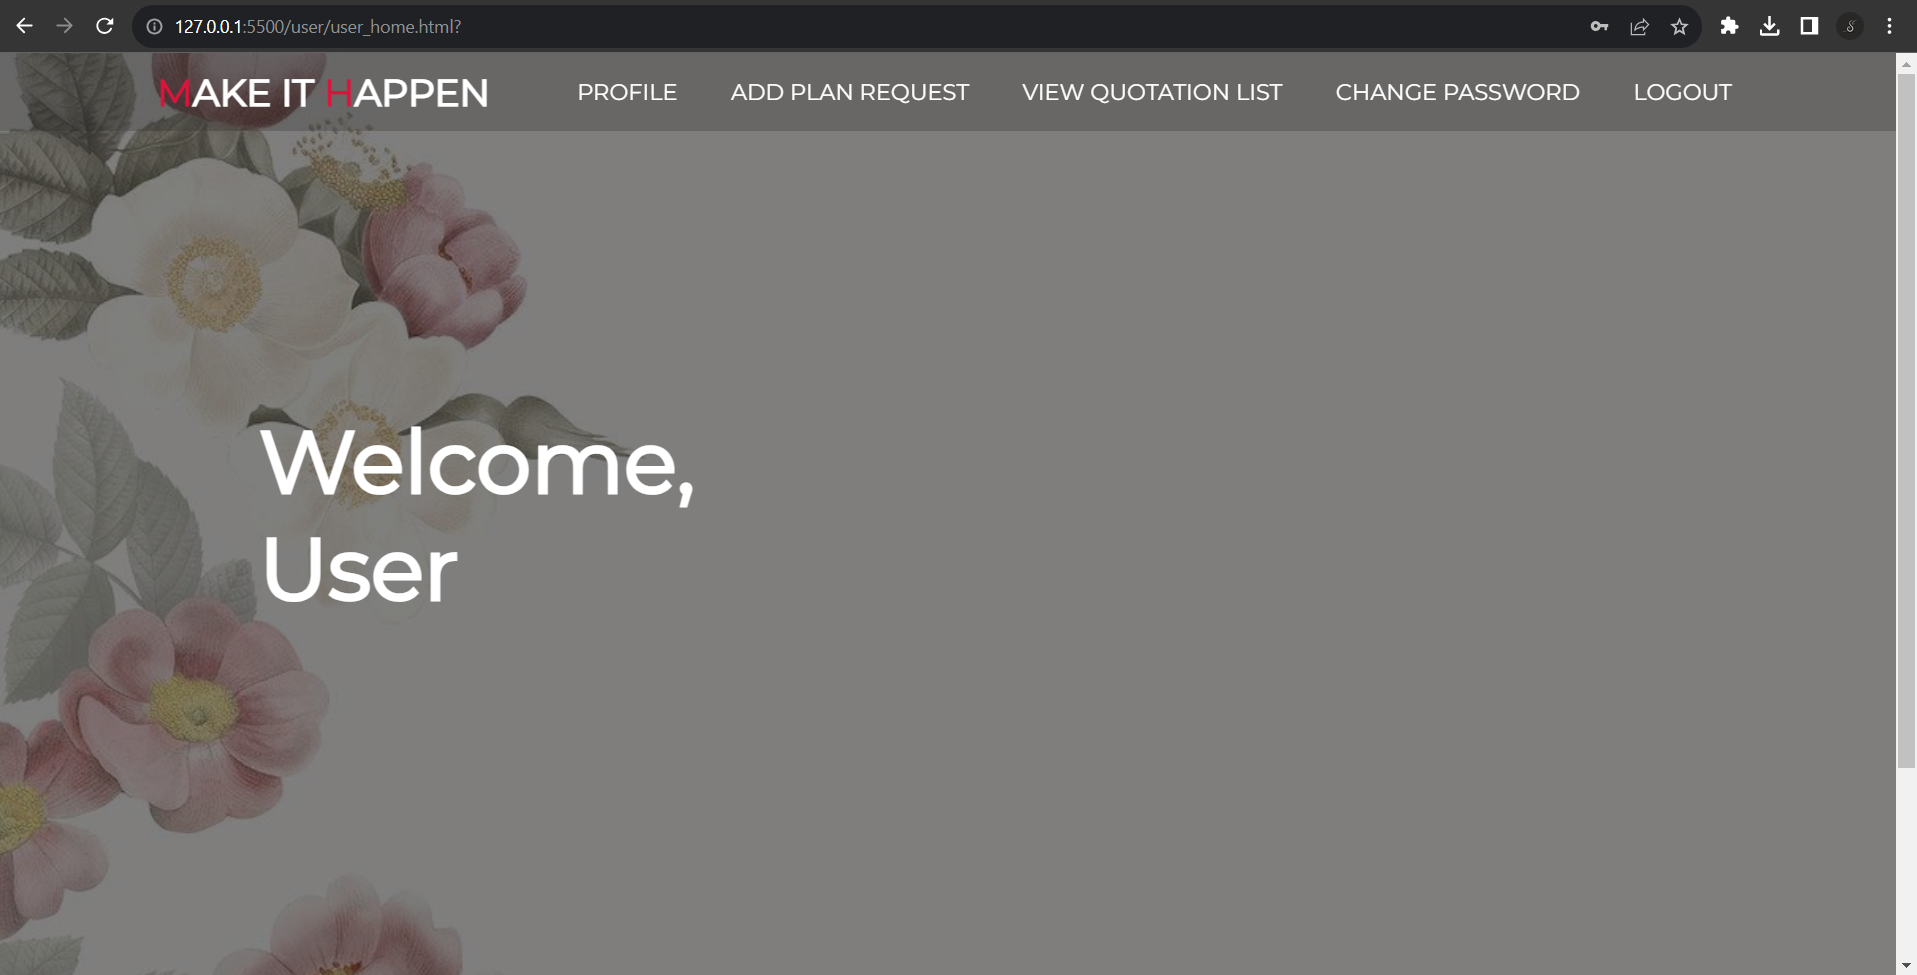 127.0.0.1:5500/user/user_home.html?
MAKE IT HAPPEN PROFILE ADD PLAN REQUEST VIEW QUOTATION LIST CHANGE PASSWORD LOGOUT
Welcome,
User